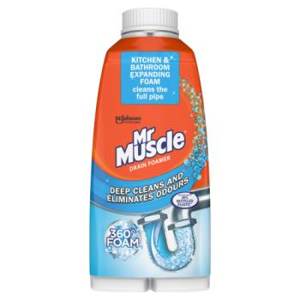 KITCHEN &
BATHROOM
EXPANDING
FOAM
cleans the
full pipe
SC Johnson
Mr
Muscle
DRAIN FOAMER
DEEP CLEANS AND
ELIMINATES ODOURS
360°
FOAM